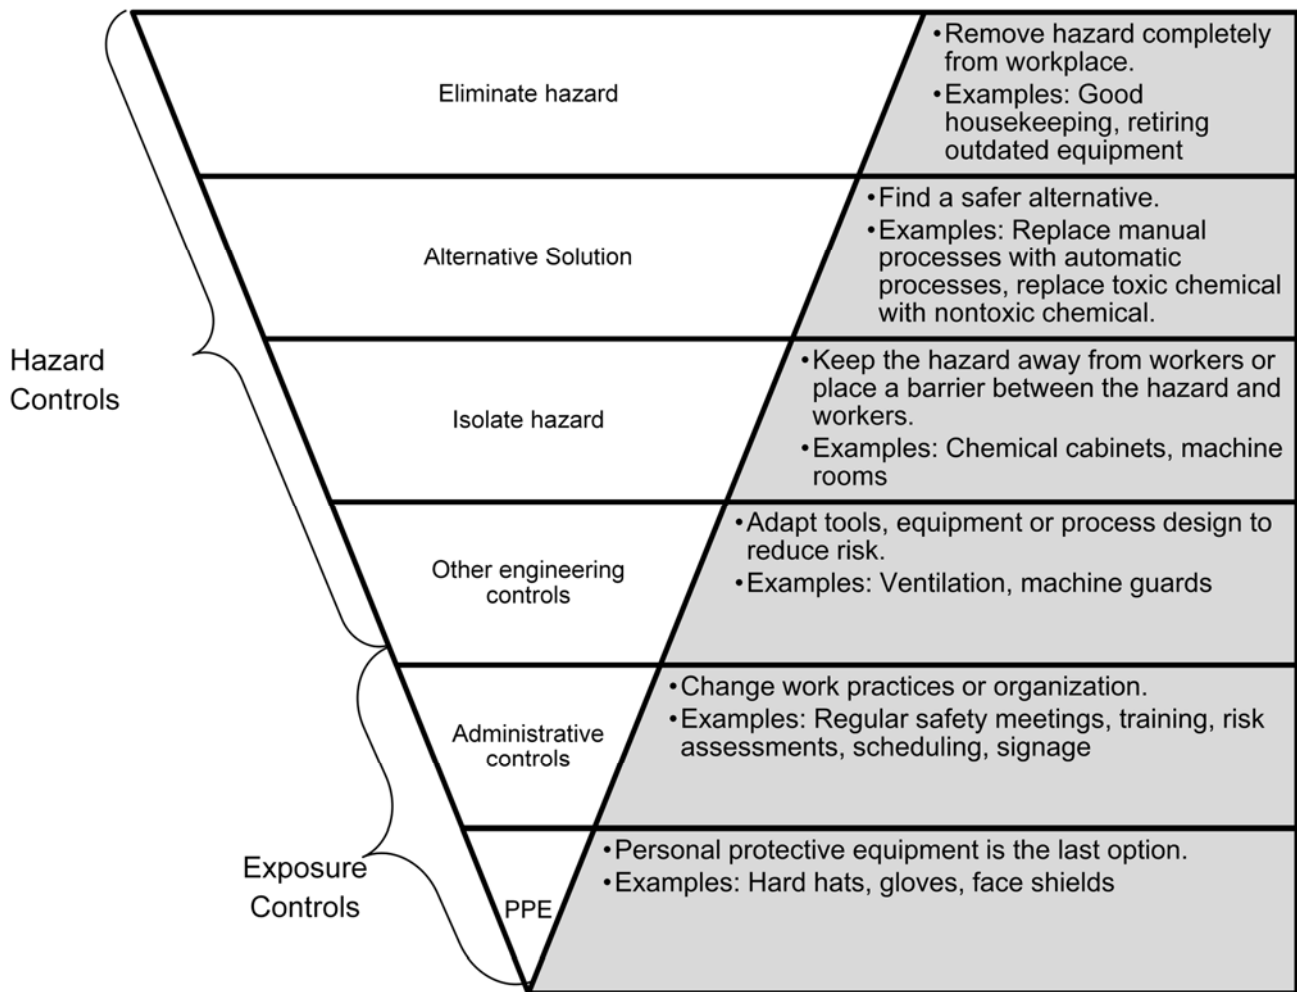 Eliminate hazard
•Remove hazard completely
from workplace.
•Examples: Good
housekeeping, retiring
outdated equipment
Alternative Solution
•Find a safer alternative.
•Examples: Replace manual
processes with automatic
processes, replace toxic chemical
with nontoxic chemical.
Hazard
Controls
Isolate hazard
•Keep the hazard away from workers or
place a barrier between the hazard and
workers.
•Examples: Chemical cabinets, machine
rooms
Other engineering
controls
•Adapt tools, equipment or process design to
reduce risk.
•Examples: Ventilation, machine guards
Administrative
controls
•Change work practices or organization.
•Examples: Regular safety meetings, training, risk
assessments, scheduling, signage
Exposure
Controls
PPE
•Personal protective equipment is the last option.
•Examples: Hard hats, gloves, face shields